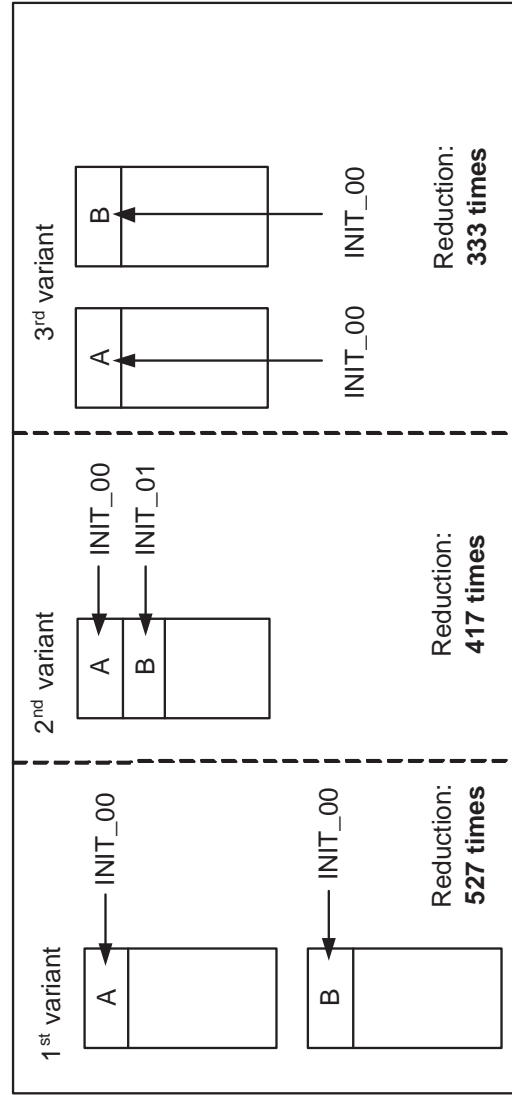 1st variant
A
INIT_00
B
INIT_00
Reduction:
527 times
2nd variant
A
INIT_00
B
INIT_01
Reduction:
417 times
3rd variant
A
B
INIT_00
INIT_00
Reduction:
333 times